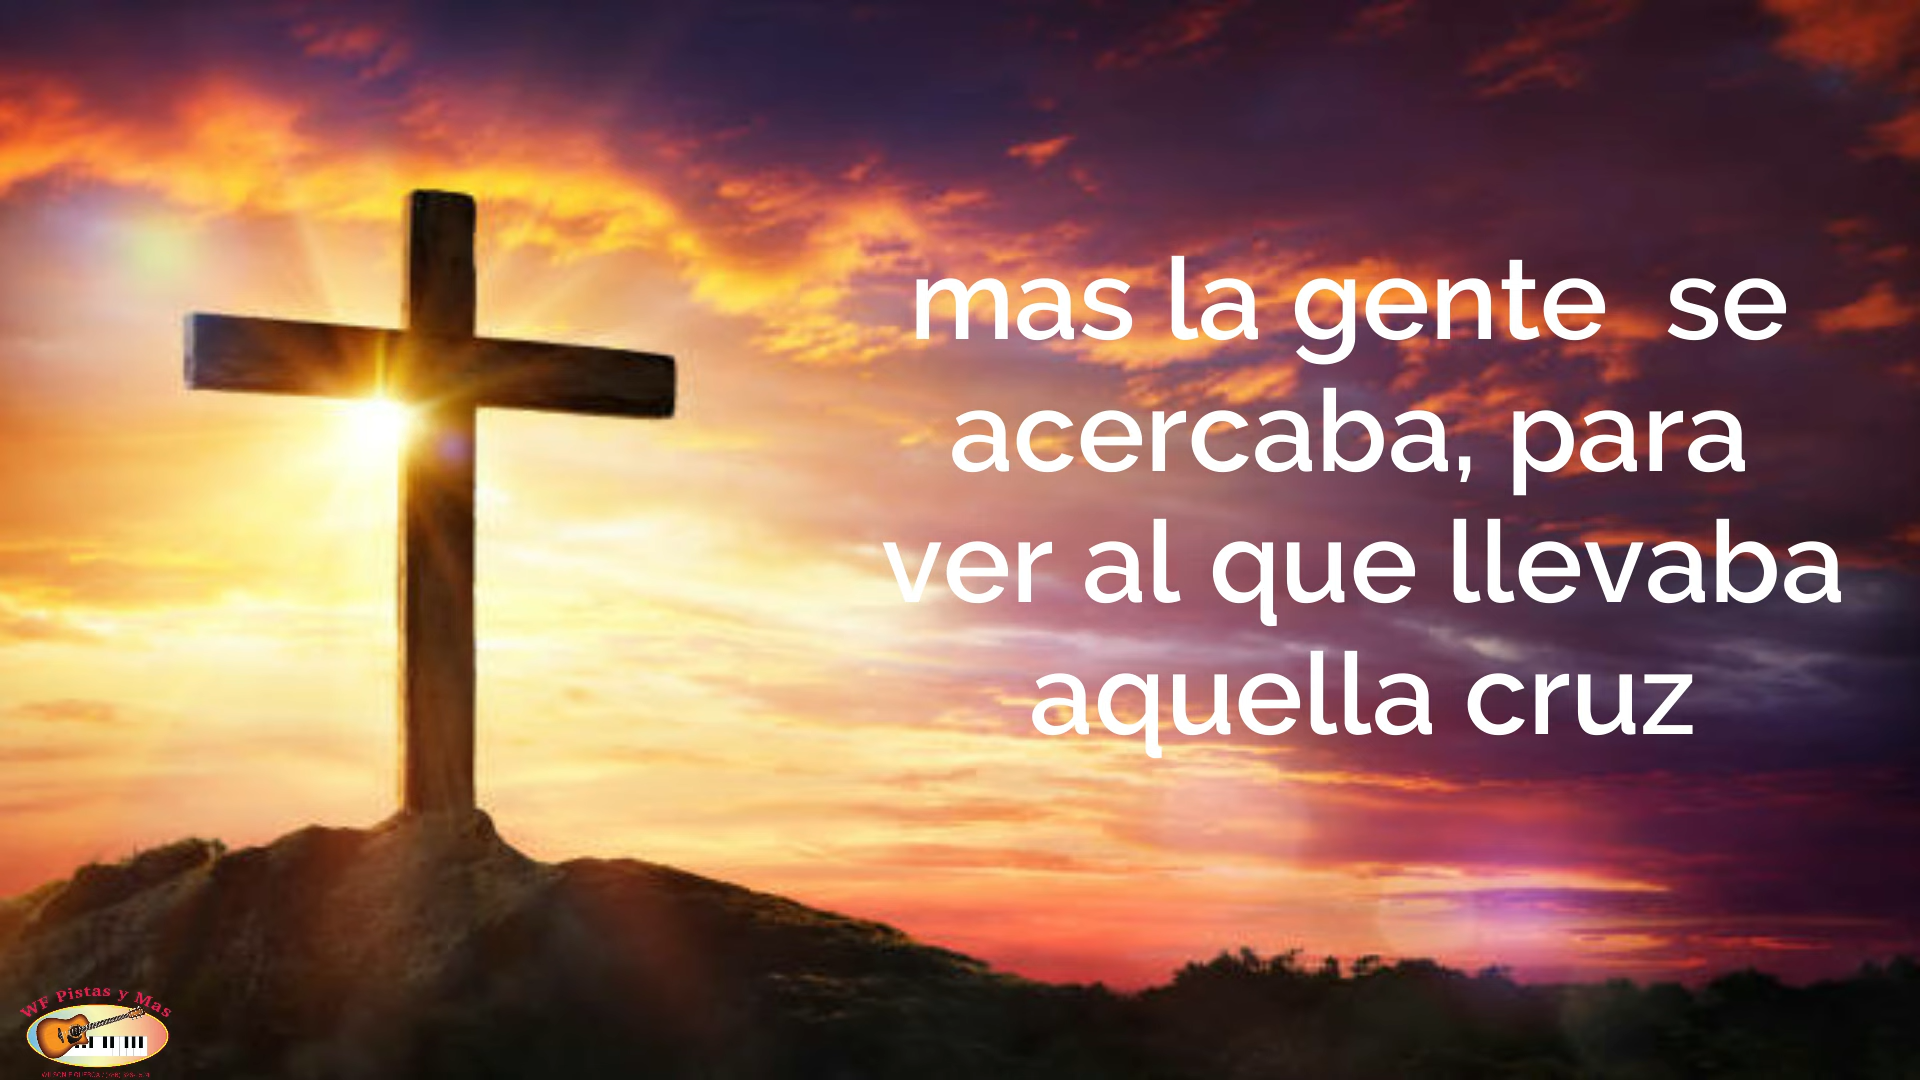 mas la gente  se
acercaba, para
ver al que llevaba
aquella cruz
WF Pistas y Mas